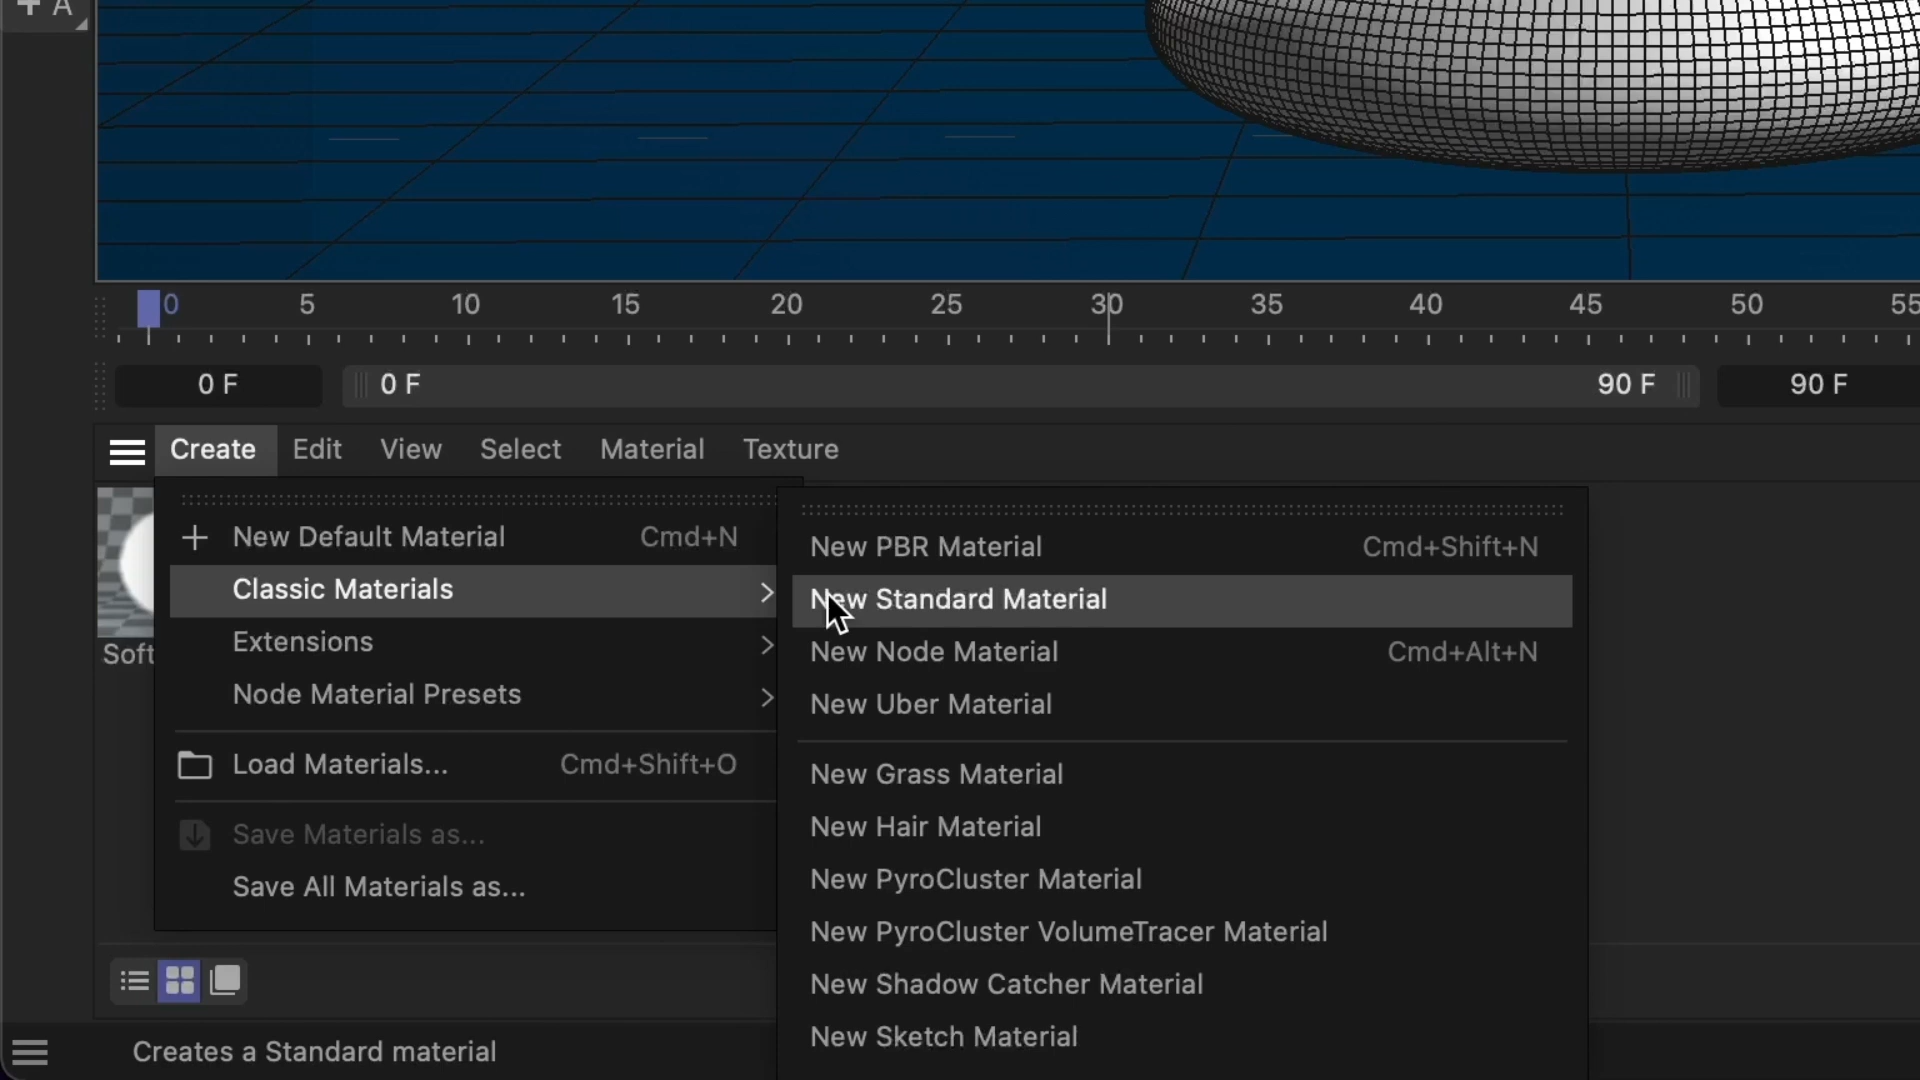 A
0 5 10 15 20 25 30 35 40 45 50 55
0 F 0 F 90 F 90 F
Create Edit View Select Material Texture
New Default Material Cmd+N
Classic Materials
Extensions
Node Material Presets
Load Materials... Cmd+Shift+O
Save Materials as...
Save All Materials as...
New PBR Material Cmd+Shift+N
New Standard Material
New Node Material Cmd+Alt+N
New Uber Material
New Grass Material
New Hair Material
New PyroCluster Material
New PyroCluster VolumeTracer Material
New Shadow Catcher Material
New Sketch Material
Soft
Creates a Standard material